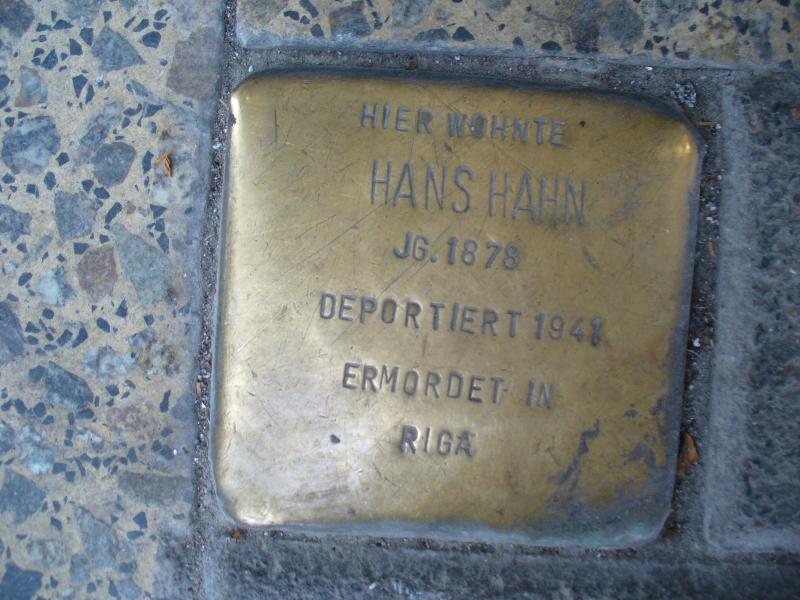 HIER WOHNTE
HANS HAHN
JG. 1878
DEPORTIERT 1941
ERMORDET IN
RIGA